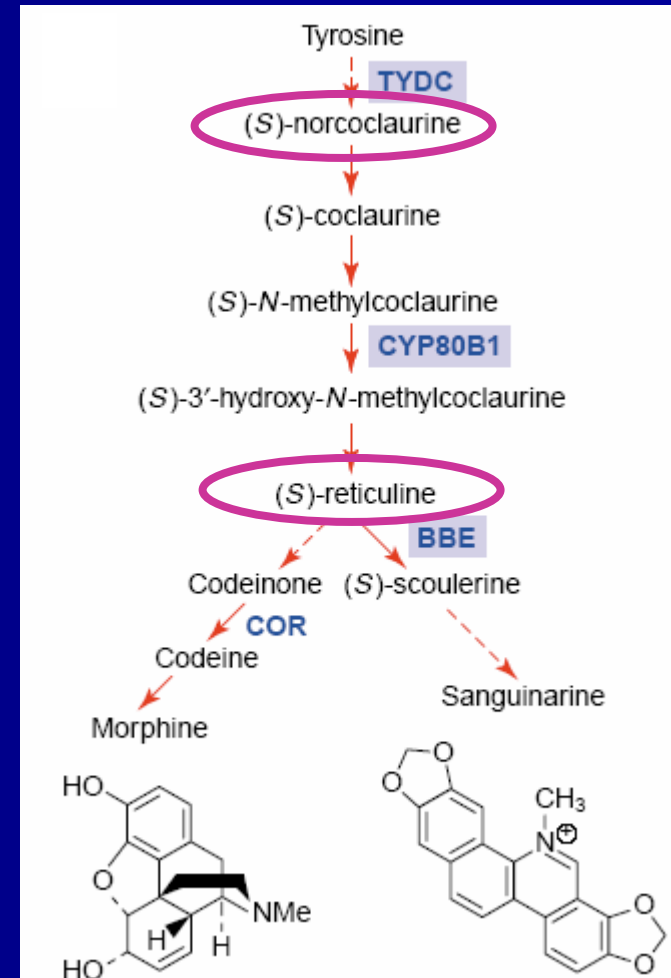 Tyrosine
TYDC
(S)-norcoclaurine
(S)-coclaurine
(S)-N-methylcoclaurine
CYP80B1
(S)-3′-hydroxy-N-methylcoclaurine
(S)-reticuline
BBE
Codeinone (S)-scoulerine
COR
Codeine
Sanguinarine
Morphine
HO
O
NMe
H
H
HO
O
O
CH3
N
+
O
O